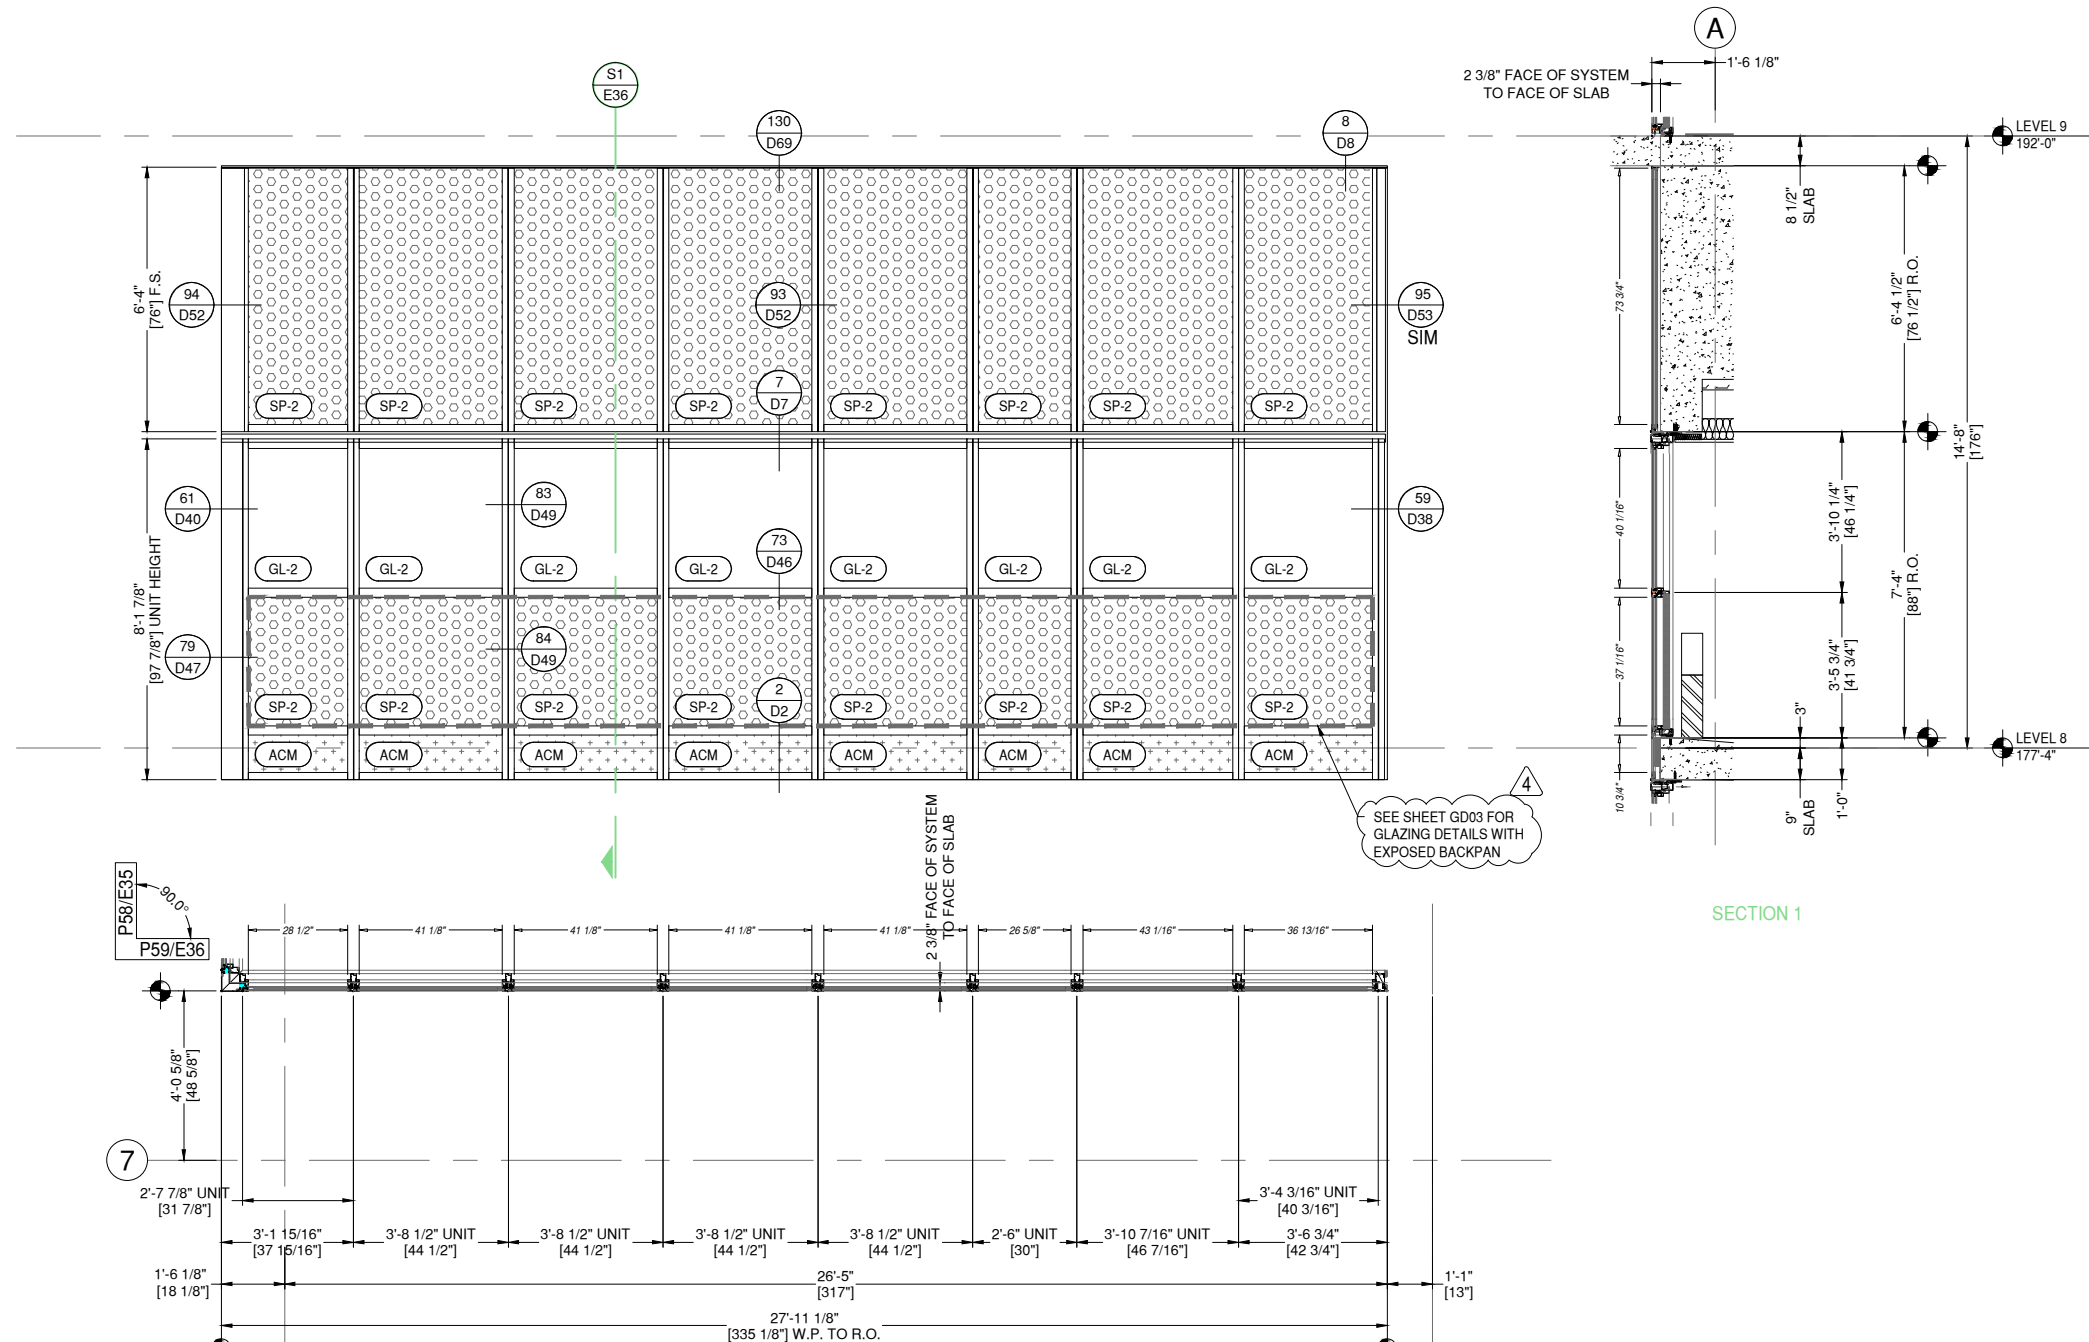 A
1'-6 1/8"
2 3/8" FACE OF SYSTEM
TO FACE OF SLAB
S1
E36
130
D69
8
D8
LEVEL 9
192'-0"
8 1/2"
SLAB
6'-4"
[76"] F.S.
94
D52
93
D52
95
D53
SIM
73 3/4"
6'-4 1/2"
[76 1/2"] R.O.
7
D7
SP-2
SP-2
SP-2
SP-2
SP-2
SP-2
SP-2
SP-2
14'-8"
[176"]
61
D40
83
D49
59
D38
40 1/16"
3'-10 1/4"
[46 1/4"]
8'-1 7/8"
[97 7/8"] UNIT HEIGHT
73
D46
GL-2
GL-2
GL-2
GL-2
GL-2
GL-2
GL-2
GL-2
7'-4"
[88"] R.O.
79
D47
84
D49
37 1/16"
3'-5 3/4"
[41 3/4"]
2
D2
SP-2
SP-2
SP-2
SP-2
SP-2
SP-2
SP-2
SP-2
3"
ACM
ACM
ACM
ACM
ACM
ACM
ACM
ACM
LEVEL 8
177'-4"
10 3/4"
9"
SLAB
1'-0"
4
SEE SHEET GD03 FOR
GLAZING DETAILS WITH
EXPOSED BACKPAN
2 3/8" FACE OF SYSTEM
TO FACE OF SLAB
SECTION 1
P58/E35
90.0°
P59/E36
28 1/2"
41 1/8"
41 1/8"
41 1/8"
41 1/8"
26 5/8"
43 1/16"
36 13/16"
4'-0 5/8"
[48 5/8"]
7
2'-7 7/8" UNIT
[31 7/8"]
3'-4 3/16" UNIT
[40 3/16"]
3'-1 15/16"
[37 15/16"]
3'-8 1/2" UNIT
[44 1/2"]
3'-8 1/2" UNIT
[44 1/2"]
3'-8 1/2" UNIT
[44 1/2"]
3'-8 1/2" UNIT
[44 1/2"]
2'-6" UNIT
[30"]
3'-10 7/16" UNIT
[46 7/16"]
3'-6 3/4"
[42 3/4"]
1'-6 1/8"
[18 1/8"]
26'-5"
[317"]
1'-1"
[13"]
27'-11 1/8"
[335 1/8"] W.P. TO R.O.